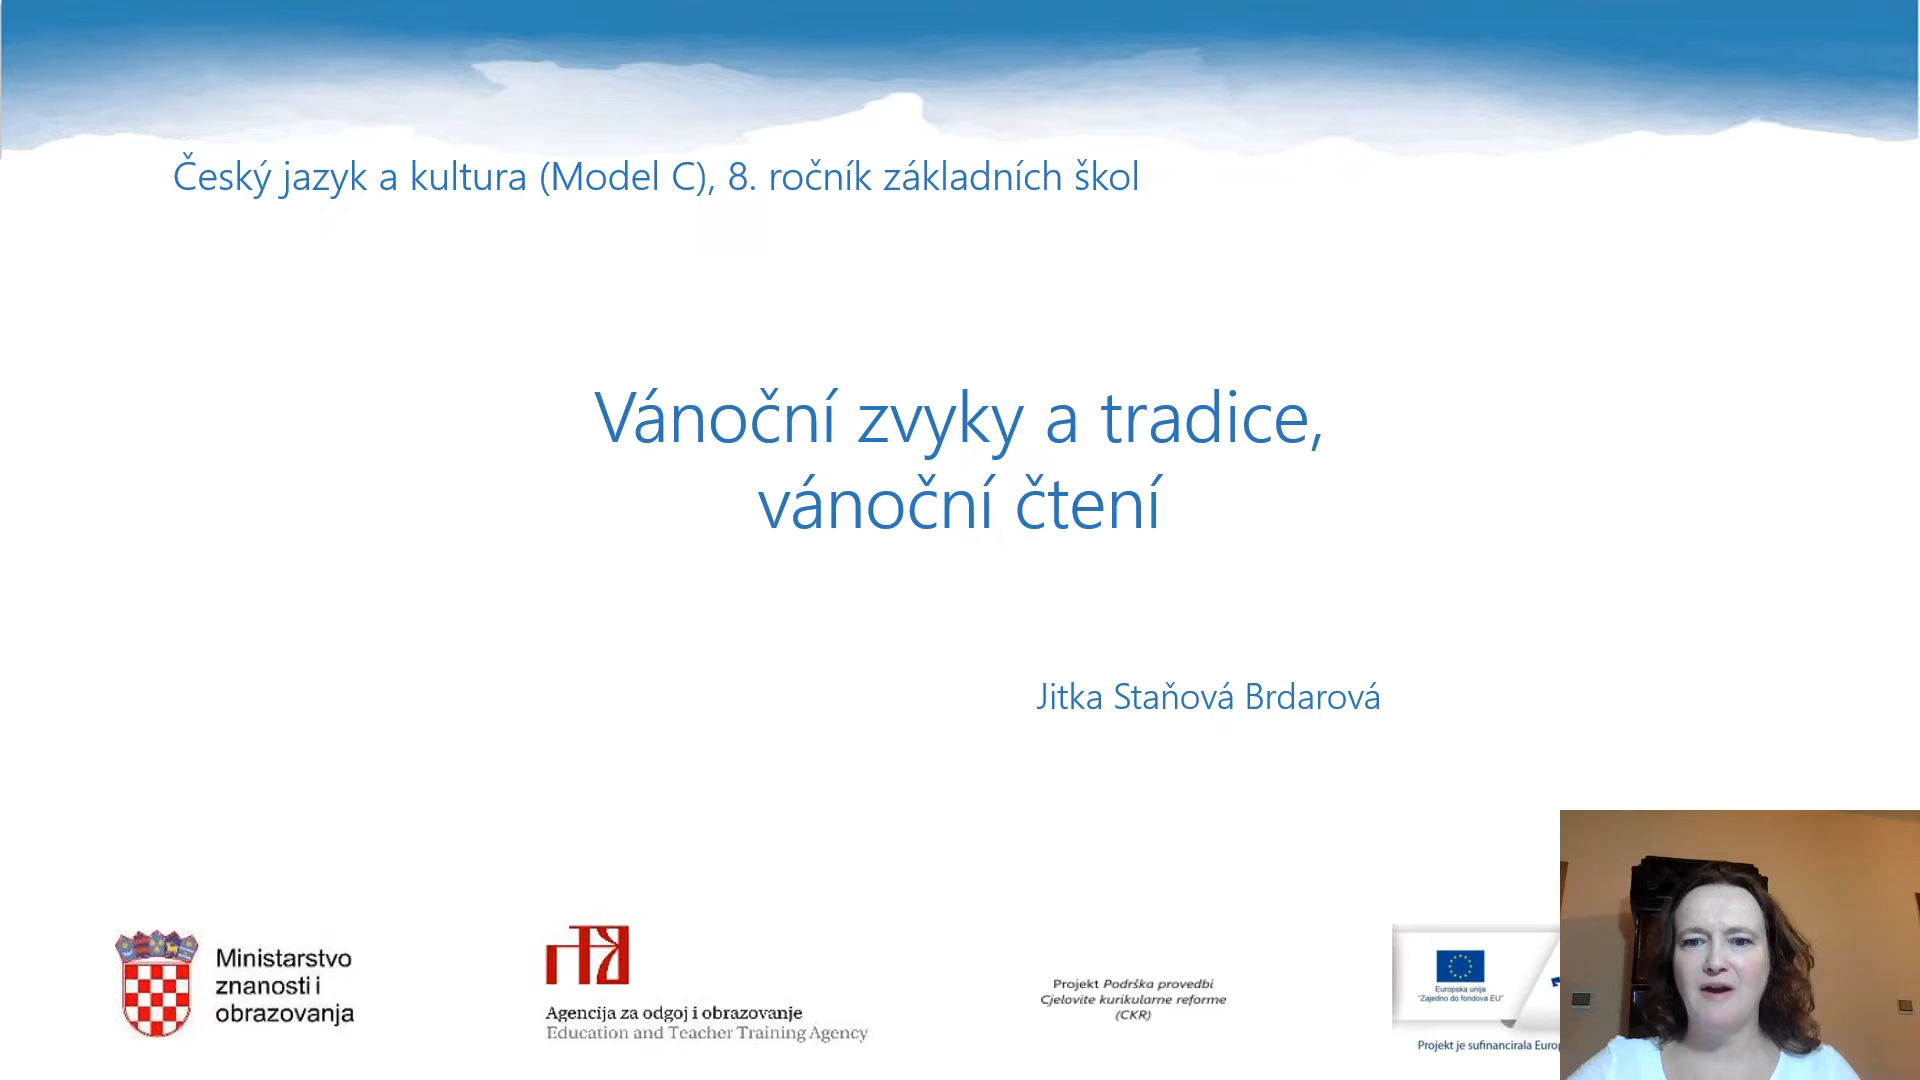 Český jazyk a kultura (Model C), 8. ročník základních škol
Vánoční zvyky a tradice,
vánoční čtení
Jitka Staňová Brdarová
Ministarstvo
znanosti i
obrazovanja
Agencija za odgoj i obrazovanje
Education and Teacher Training Agency
Projekt Podrška provedbi
Cjelovite kurikularne reforme
(CKR)
Europska unija
"Zajedno do fondova EU"
Projekt je sufinancirala